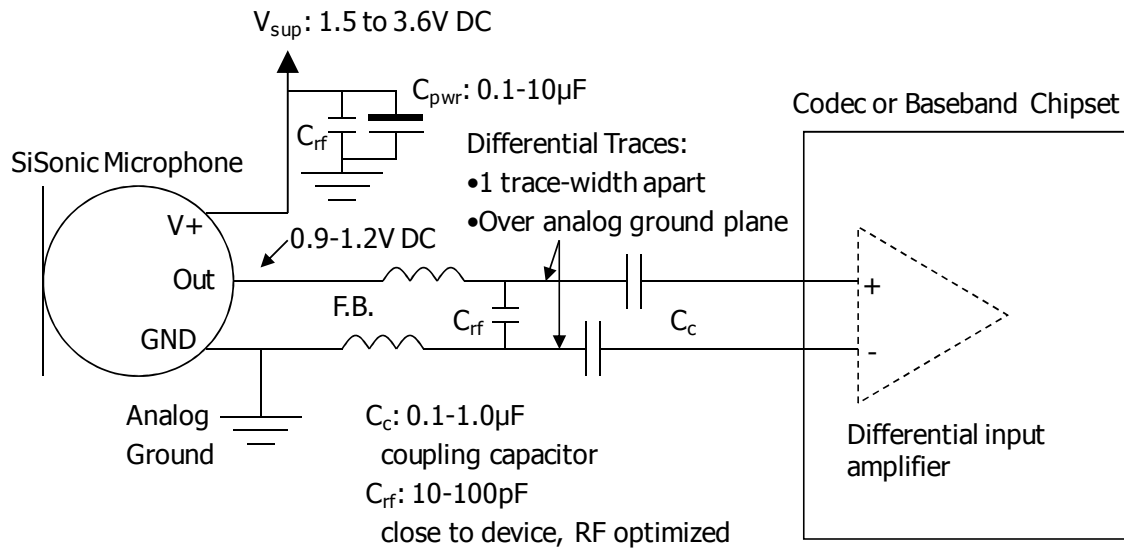 V_sup: 1.5 to 3.6V DC
C_pwr: 0.1-10µF
C_rf
Codec or Baseband Chipset
Differential Traces:
•1 trace-width apart
•Over analog ground plane
SiSonic Microphone
V+
0.9-1.2V DC
Out
GND
F.B.
C_rf
C_c
+
-
Analog
Ground
C_c: 0.1-1.0µF
coupling capacitor
C_rf: 10-100pF
close to device, RF optimized
Differential input
amplifier